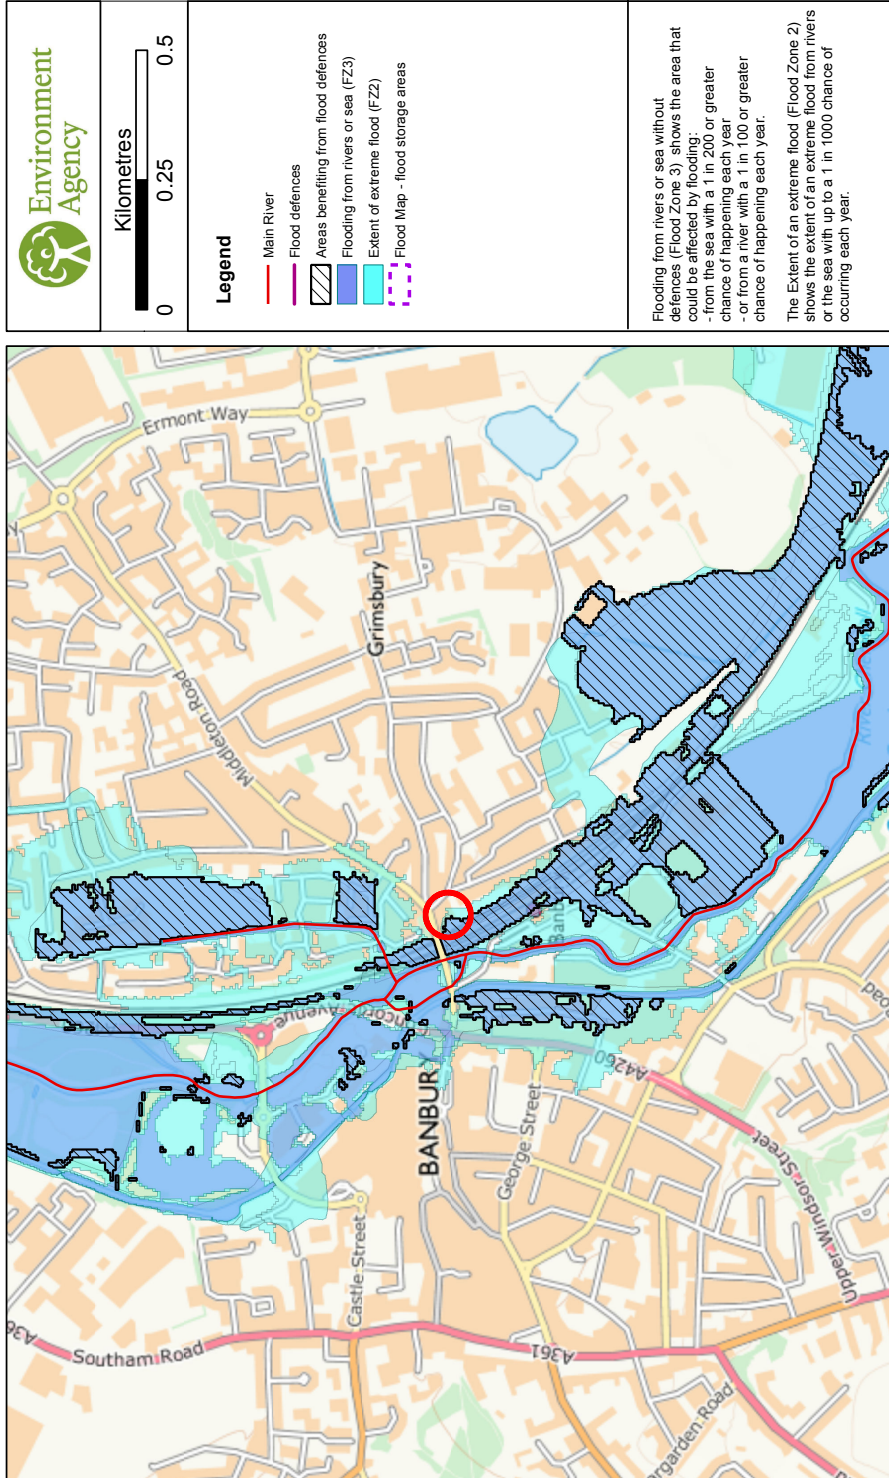 Environment
Agency
Kilometres
0
0.25
0.5
Legend
Main River
Flood defences
Areas benefiting from flood defences
Flooding from rivers or sea (FZ3)
Extent of extreme flood (FZ2)
Flood Map - flood storage areas
Flooding from rivers or sea without
defences (Flood Zone 3) shows the area that
could be affected by flooding:
- from the sea with a 1 in 200 or greater
chance of happening each year
- or from a river with a 1 in 100 or greater
chance of happening each year.
The Extent of an extreme flood (Flood Zone 2)
shows the extent of an extreme flood from rivers
or the sea with up to a 1 in 1000 chance of
occurring each year.
Ermont Way
Middleton Road
Grimsbury
Avenue
BANBUR
Castle Street
George Street
A4260
Upper Windsor Street
Southam Road
A361
Road